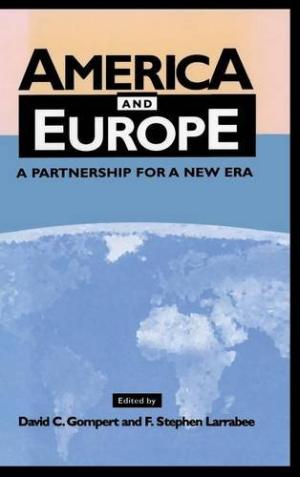 AMERICA
AND
EUROPE
A PARTNERSHIP FOR A NEW ERA
Edited by
David C. Gompert and F. Stephen Larrabee